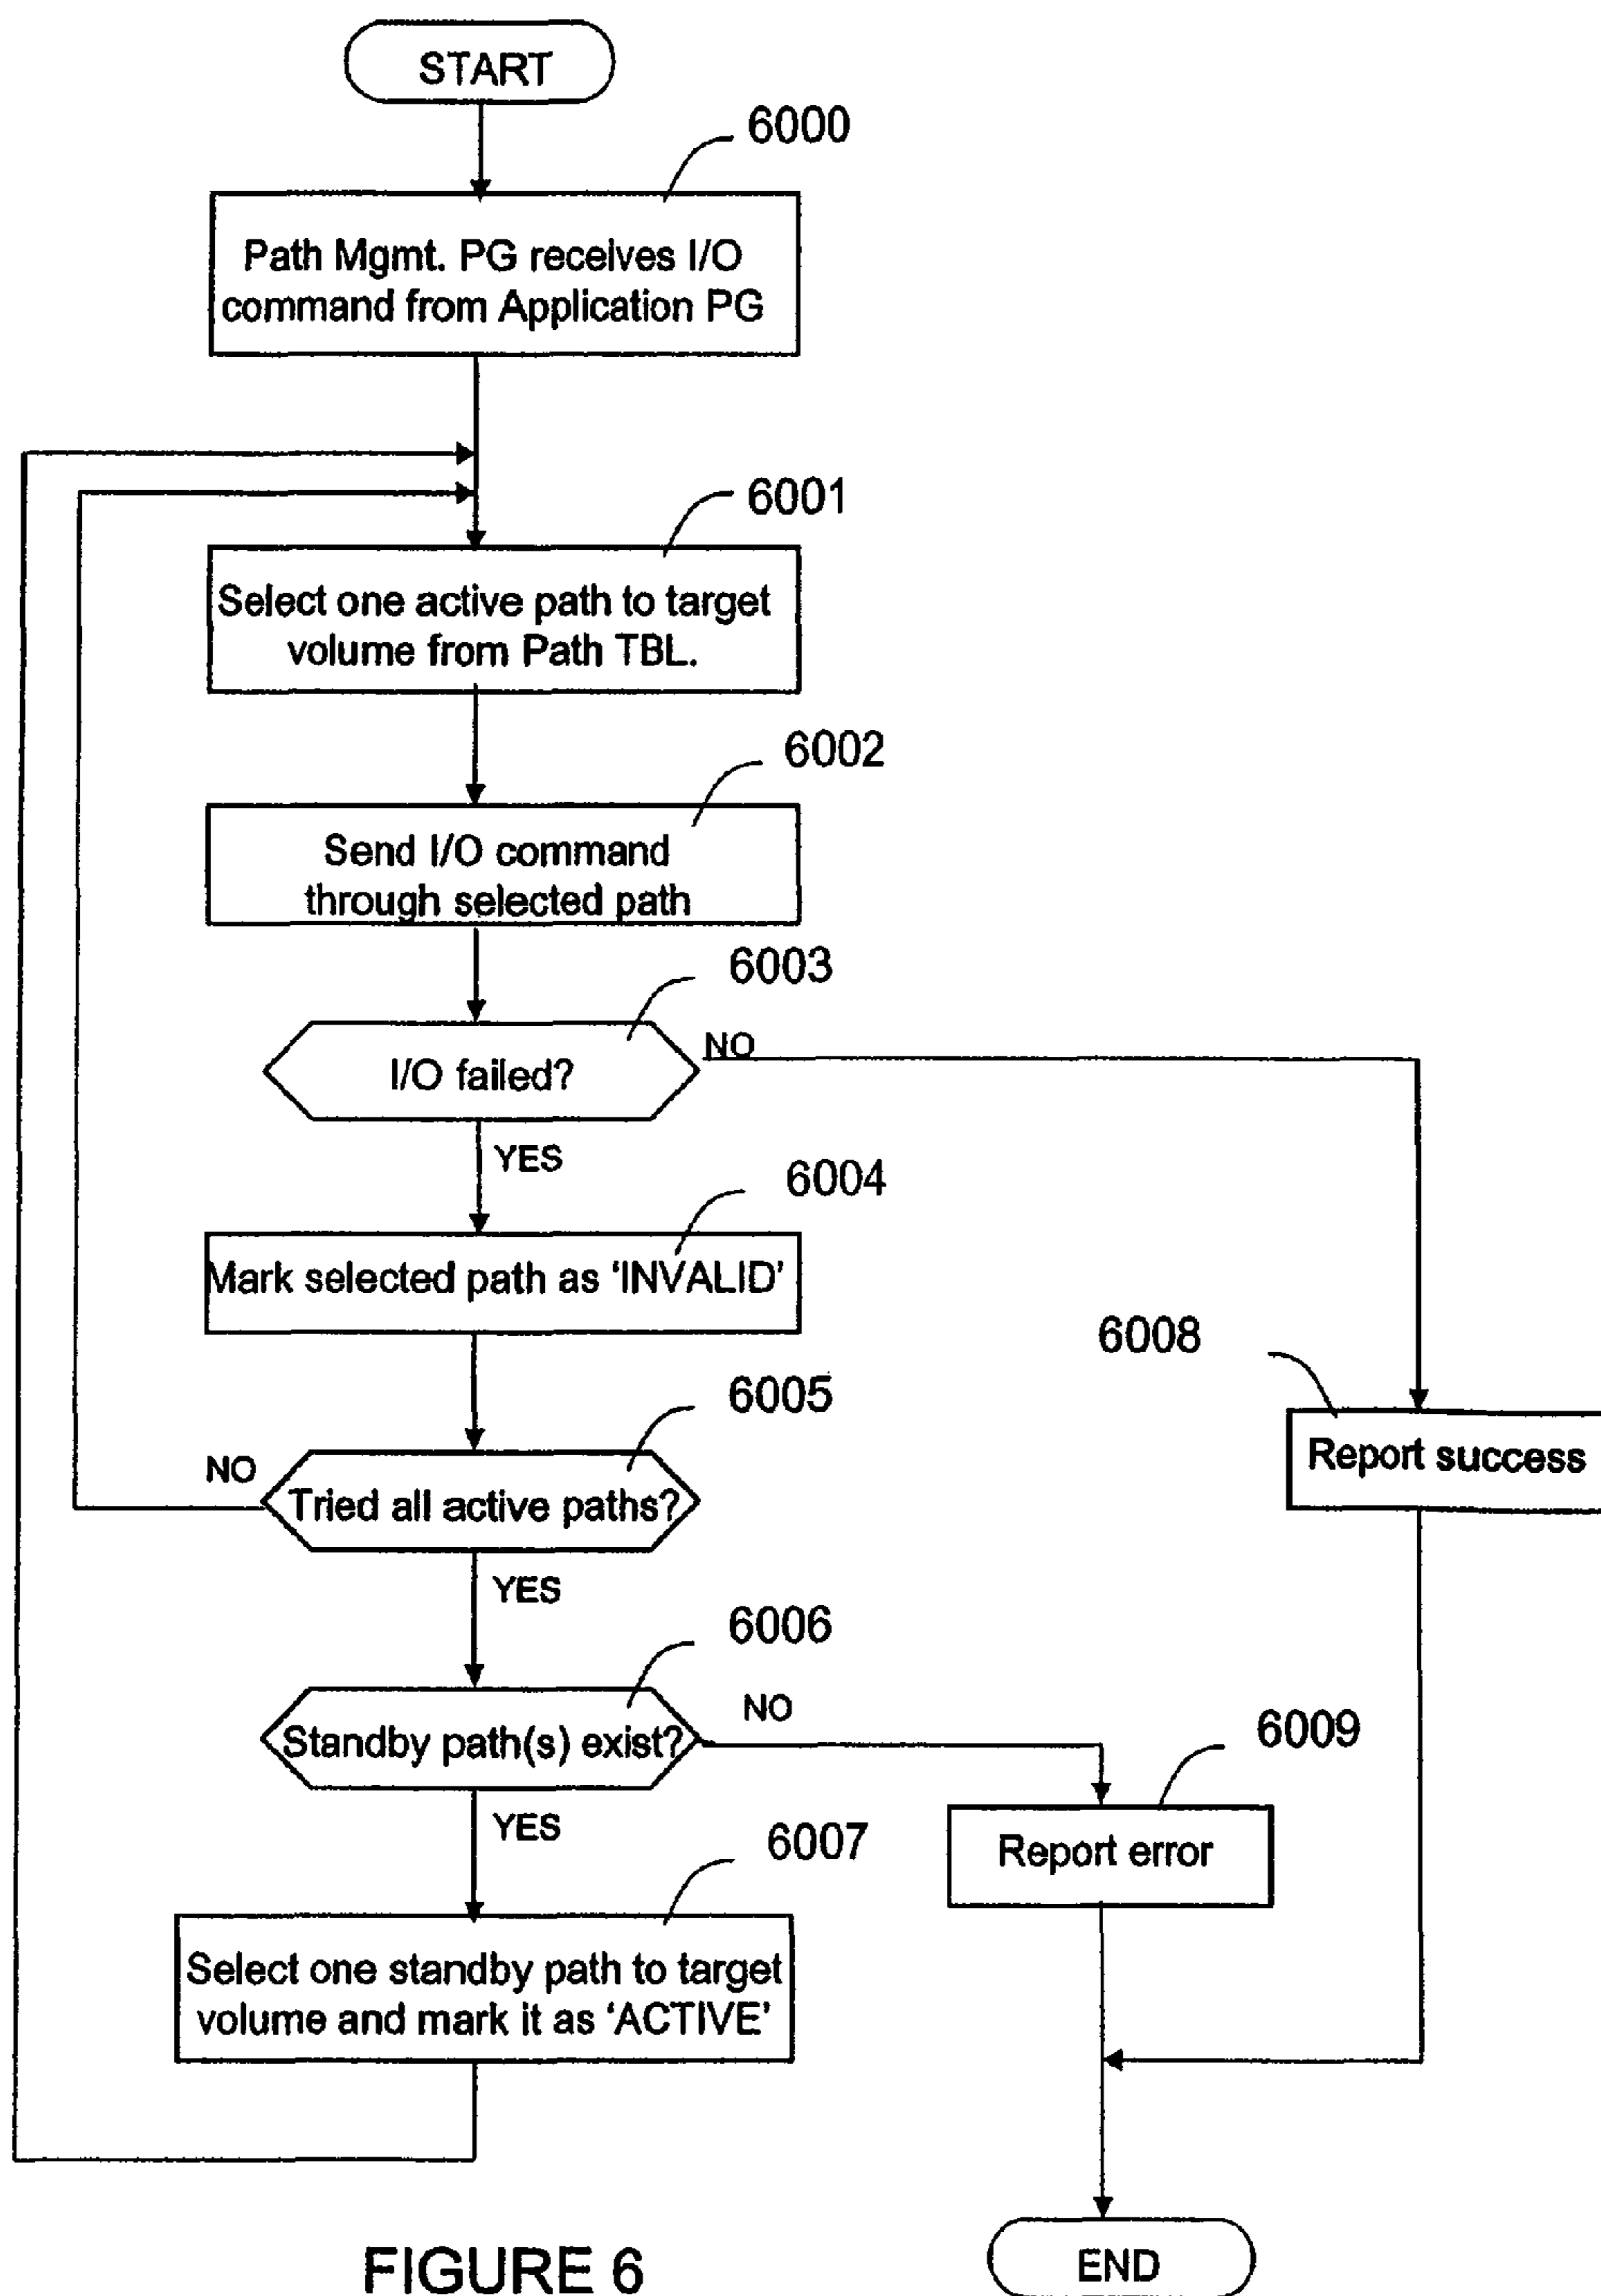 START
6000
Path Mgmt. PG receives I/O
command from Application PG
6001
Select one active path to target
volume from Path TBL.
6002
Send I/O command
through selected path
6003
I/O failed?
NO
YES
6004
Mark selected path as ‘INVALID’
6008
Report success
6005
NO
Tried all active paths?
YES
6006
Standby path(s) exist?
NO
6009
Report error
YES
6007
Select one standby path to target
volume and mark it as ‘ACTIVE’
FIGURE 6
END